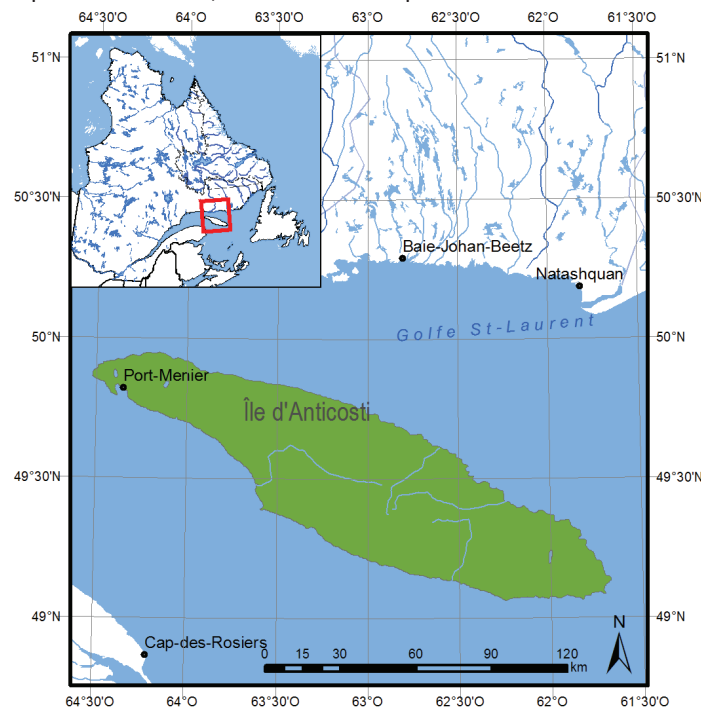 64°30'O 64°O 63°30'O 63°O 62°30'O 62°O 61°30'O
51°N 51°N
50°30'N 50°30'N
Baie-Johan-Beetz
Natashquan
Golfe St-Laurent
50°N 50°N
Port-Menier
Île d'Anticosti
49°30'N 49°30'N
49°N 49°N
N
Cap-des-Rosiers
0 15 30 60 90 120
km
64°30'O 64°O 63°30'O 63°O 62°30'O 62°O 61°30'O